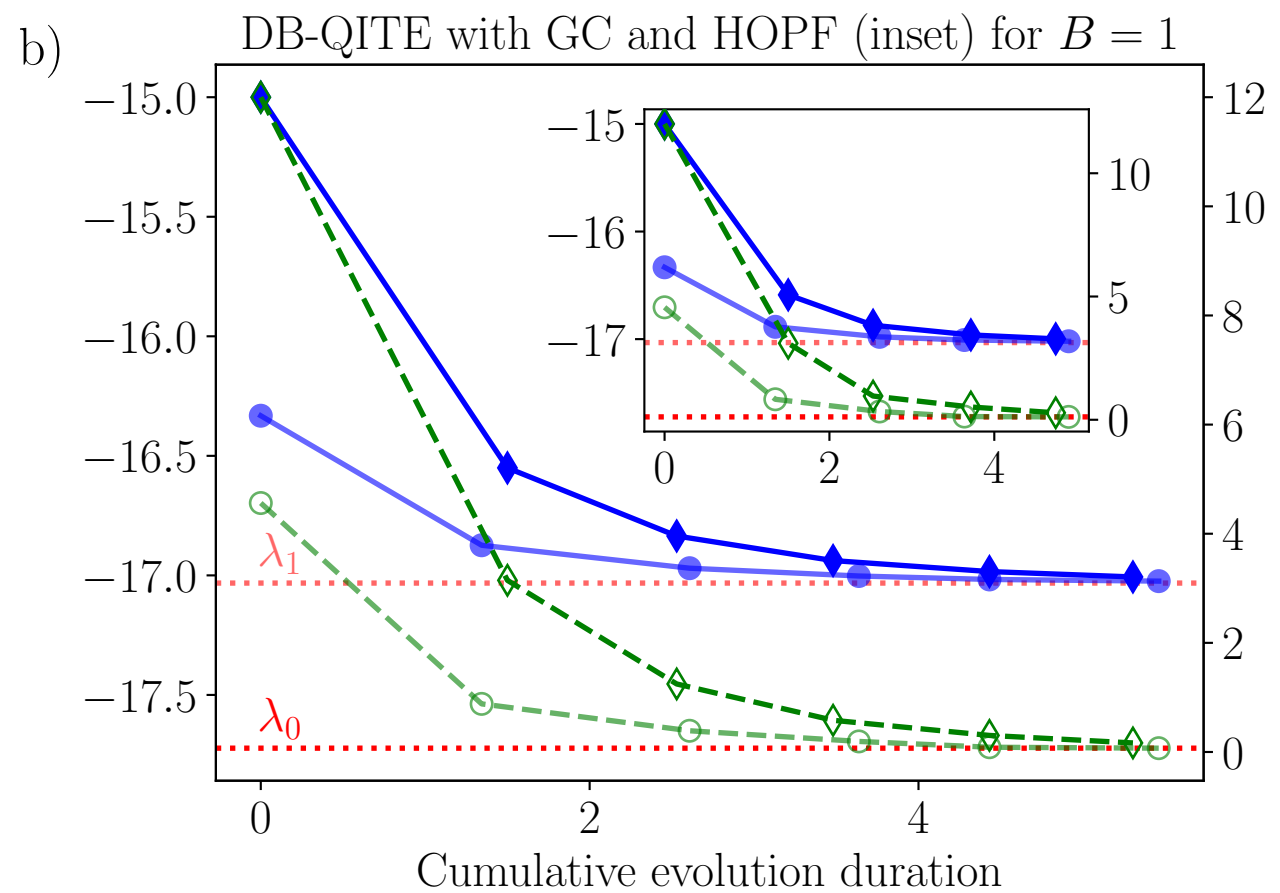 b)
DB-QITE with GC and HOPF (inset) for B = 1
−15.0
−15.5
−16.0
−16.5
−17.0
−17.5
12
10
8
6
4
2
0
−15
−16
−17
10
5
0
0 2 4
λ₁
λ₀
0 2 4
Cumulative evolution duration